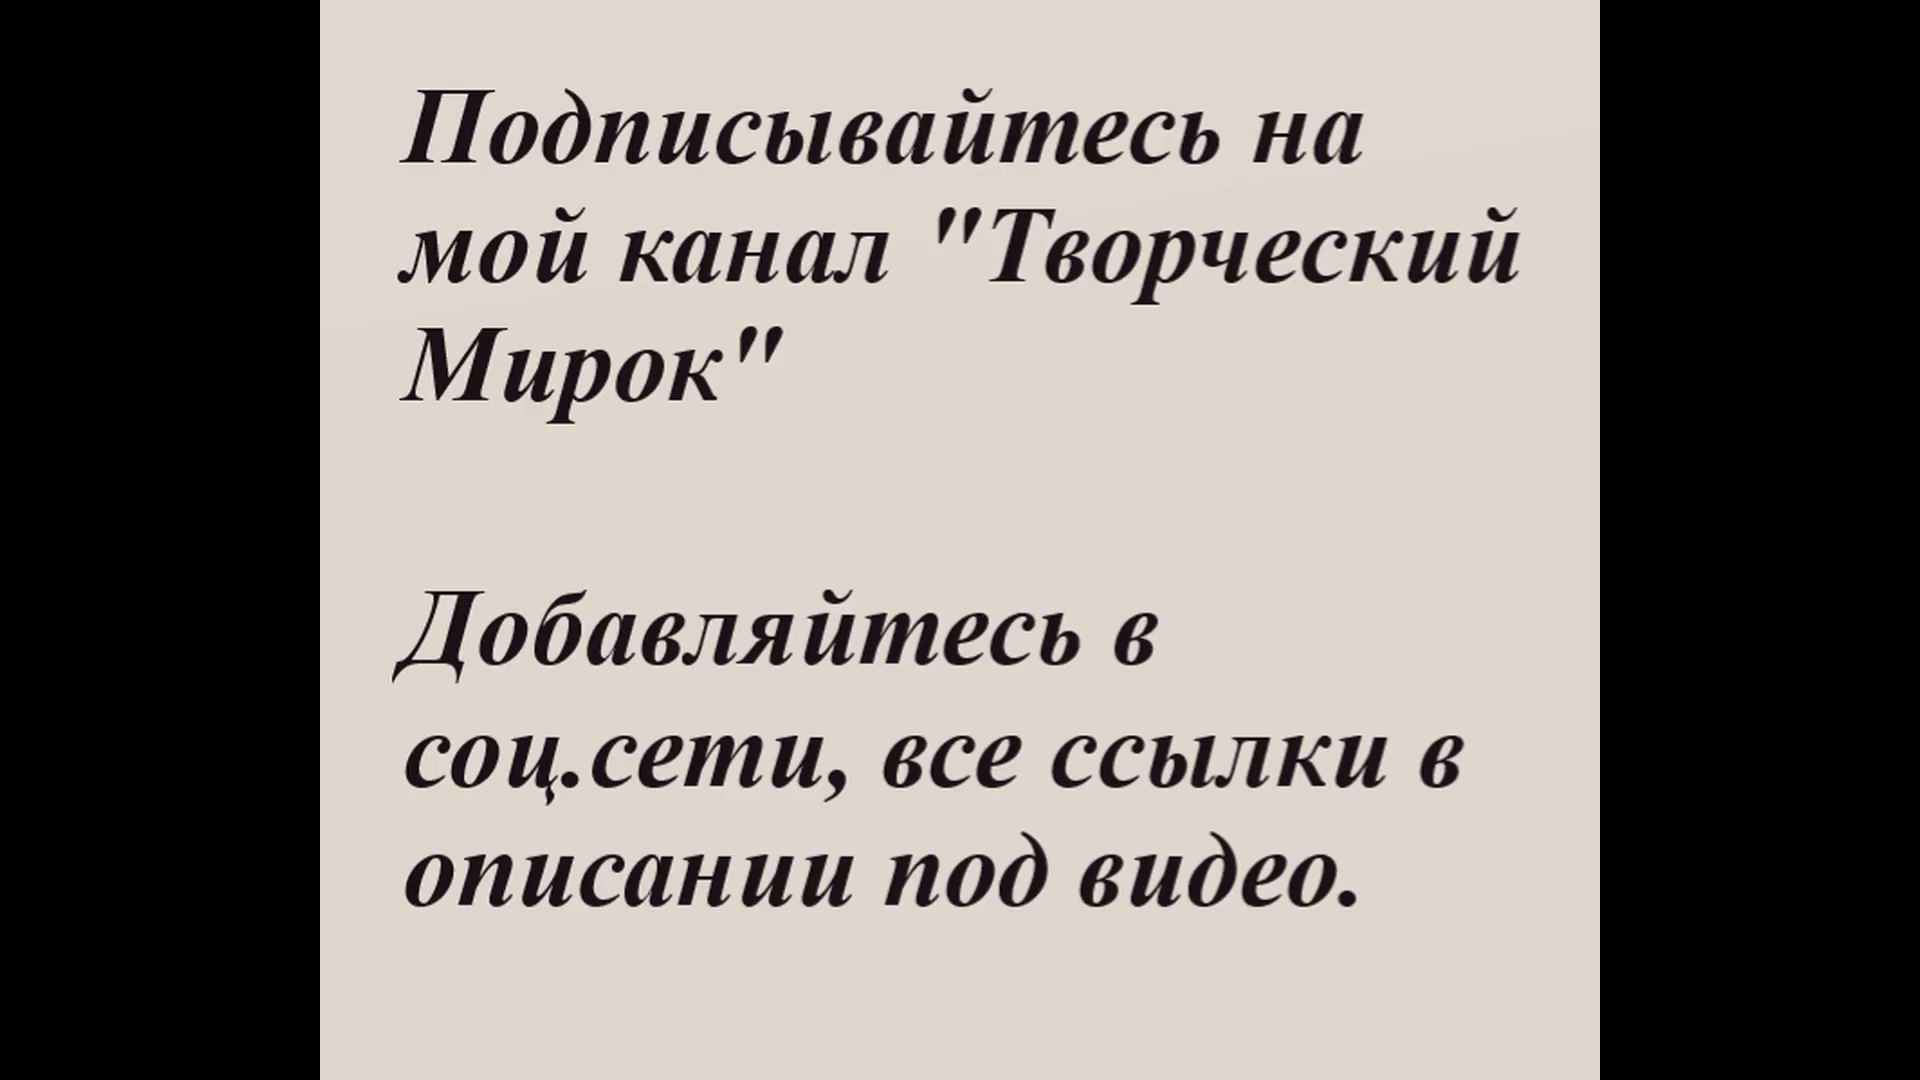 Подписывайтесь на
мой канал "Творческий
Мирок"
Добавляйтесь в
соц.сети, все ссылки в
описании под видео.